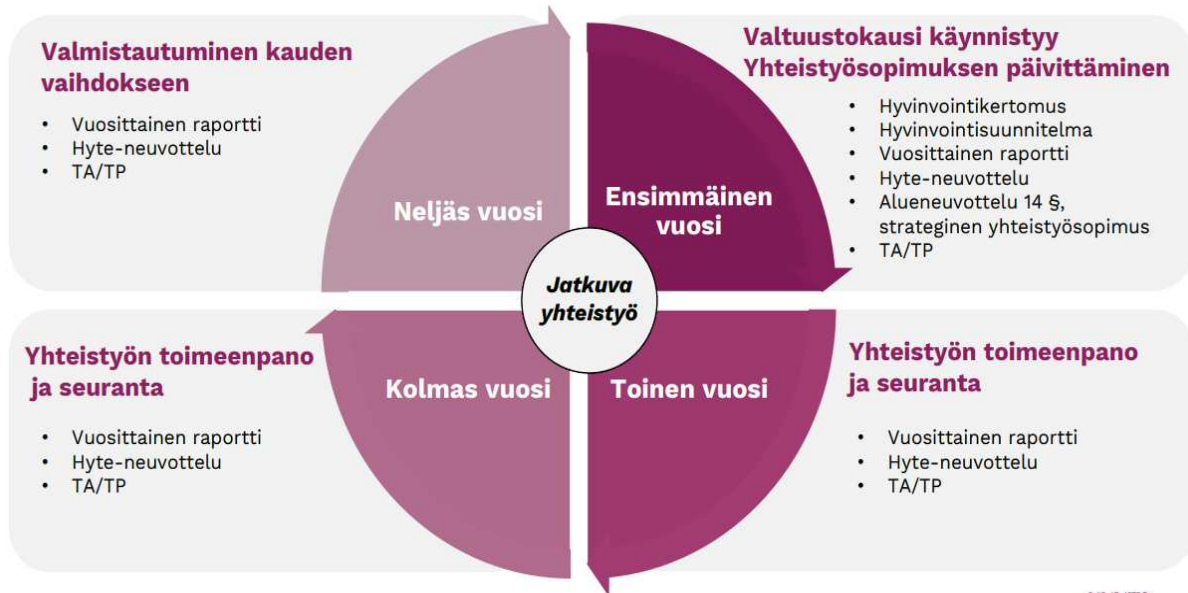 Valmistautuminen kauden
vaihdokseen
• Vuosittainen raportti
• Hyte-neuvottelu
• TA/TP
Neljäs vuosi
Valtuustokausi käynnistyy
Yhteistyösopimuksen päivittäminen
• Hyvinvointikertomus
• Hyvinvointisuunnitelma
• Vuosittainen raportti
• Hyte-neuvottelu
• Alueneuvottelu 14 §,
strateginen yhteistyösopimus
• TA/TP
Ensimmäinen
vuosi
Jatkuva
yhteistyö
Yhteistyön toimeenpano
ja seuranta
• Vuosittainen raportti
• Hyte-neuvottelu
• TA/TP
Kolmas vuosi
Toinen vuosi
Yhteistyön toimeenpano
ja seuranta
• Vuosittainen raportti
• Hyte-neuvottelu
• TA/TP